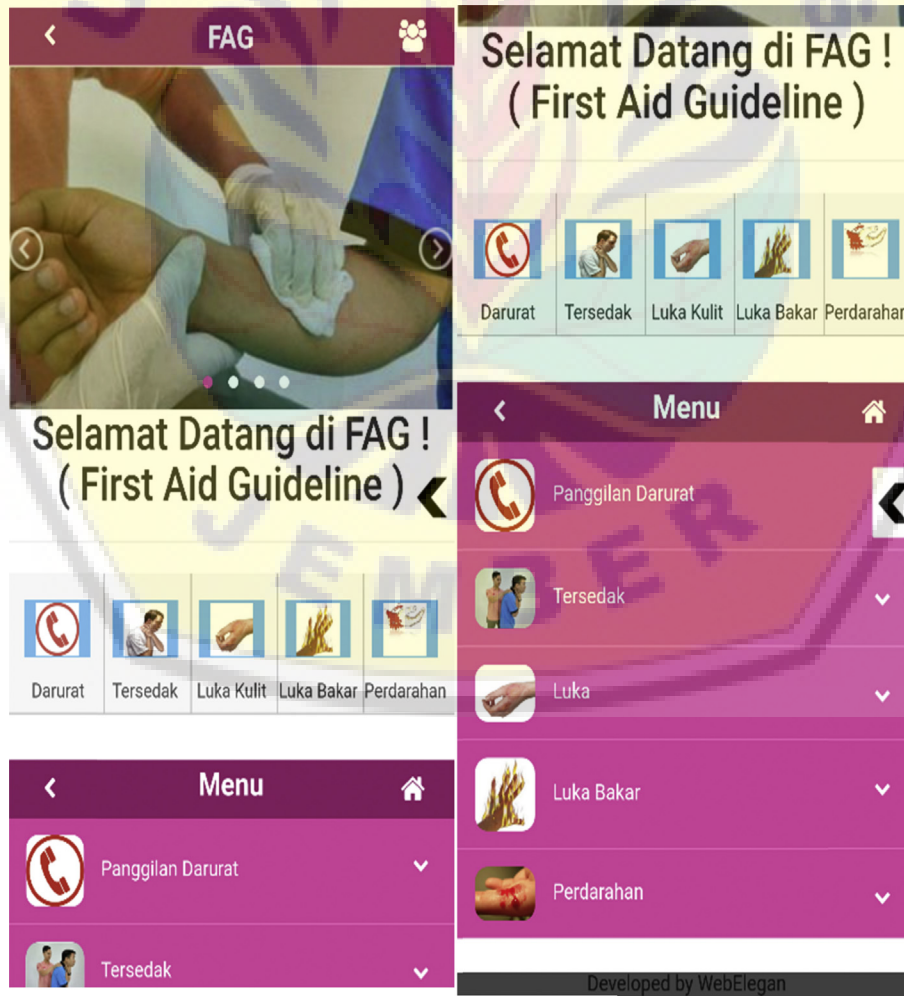 FAG
Selamat Datang di FAG !
( First Aid Guideline )
Darurat
Tersedak
Luka Kulit
Luka Bakar
Perdarahan
Menu
Panggilan Darurat
Tersedak
Selamat Datang di FAG !
( First Aid Guideline )
Darurat
Tersedak
Luka Kulit
Luka Bakar
Perdarahan
Menu
Panggilan Darurat
Tersedak
Luka
Luka Bakar
Perdarahan
Developed by WebElegan
JEMBER